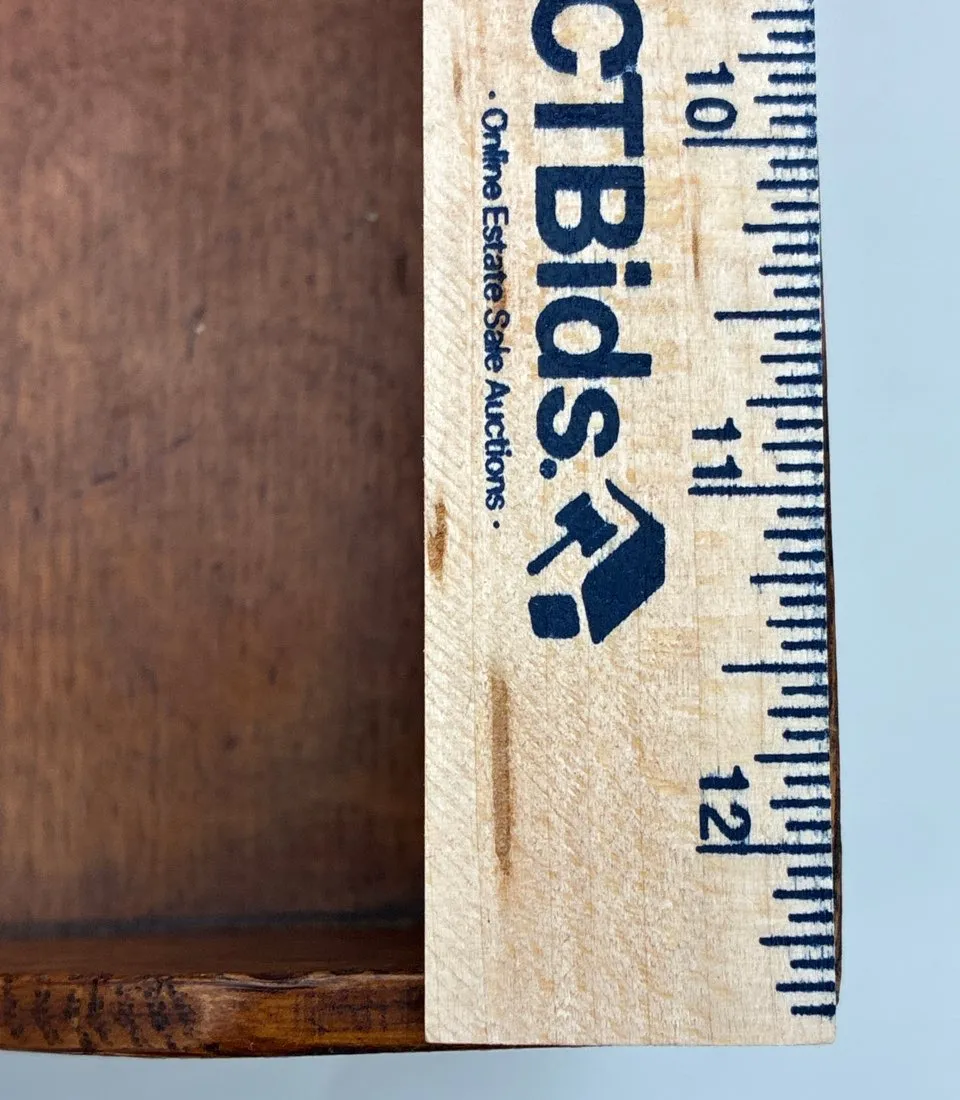 CTBids.
· Online Estate Sale Auctions ·
10
11
12